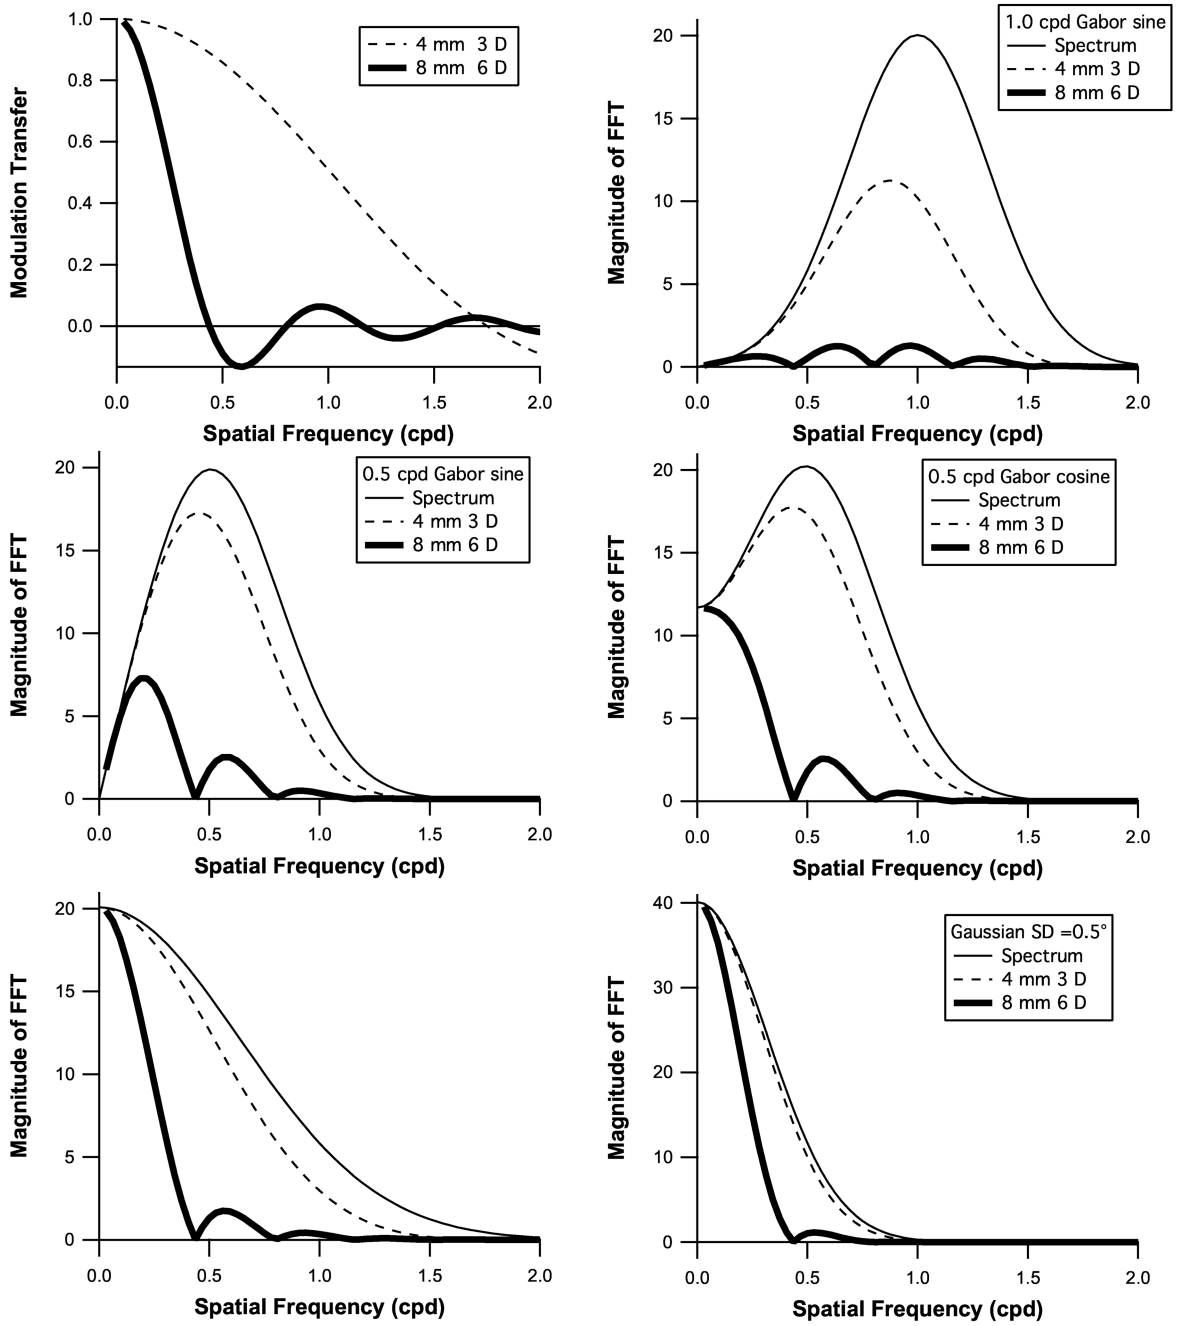 1.0
0.8
0.6
0.4
0.2
0.0
Modulation Transfer
4 mm 3 D
8 mm 6 D
0.0 0.5 1.0 1.5 2.0
Spatial Frequency (cpd)
20
15
10
5
0
Magnitude of FFT
1.0 cpd Gabor sine
Spectrum
4 mm 3 D
8 mm 6 D
0.0 0.5 1.0 1.5 2.0
Spatial Frequency (cpd)
20
15
10
5
0
Magnitude of FFT
0.5 cpd Gabor sine
Spectrum
4 mm 3 D
8 mm 6 D
0.0 0.5 1.0 1.5 2.0
Spatial Frequency (cpd)
20
15
10
5
0
Magnitude of FFT
0.5 cpd Gabor cosine
Spectrum
4 mm 3 D
8 mm 6 D
0.0 0.5 1.0 1.5 2.0
Spatial Frequency (cpd)
20
15
10
5
0
Magnitude of FFT
0.0 0.5 1.0 1.5 2.0
Spatial Frequency (cpd)
40
30
20
10
0
Magnitude of FFT
Gaussian SD =0.5°
Spectrum
4 mm 3 D
8 mm 6 D
0.0 0.5 1.0 1.5 2.0
Spatial Frequency (cpd)